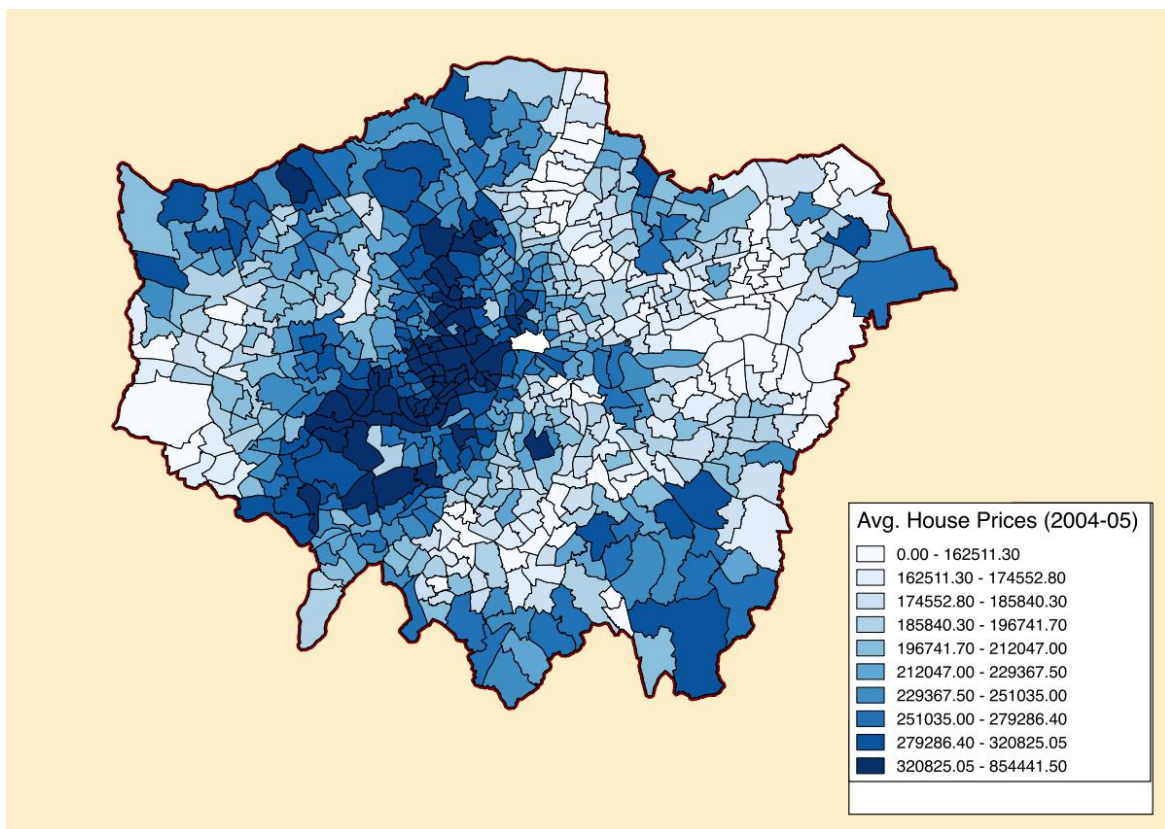 Avg. House Prices (2004-05)
0.00 - 162511.30
162511.30 - 174552.80
174552.80 - 185840.30
185840.30 - 196741.70
196741.70 - 212047.00
212047.00 - 229367.50
229367.50 - 251035.00
251035.00 - 279286.40
279286.40 - 320825.05
320825.05 - 854441.50